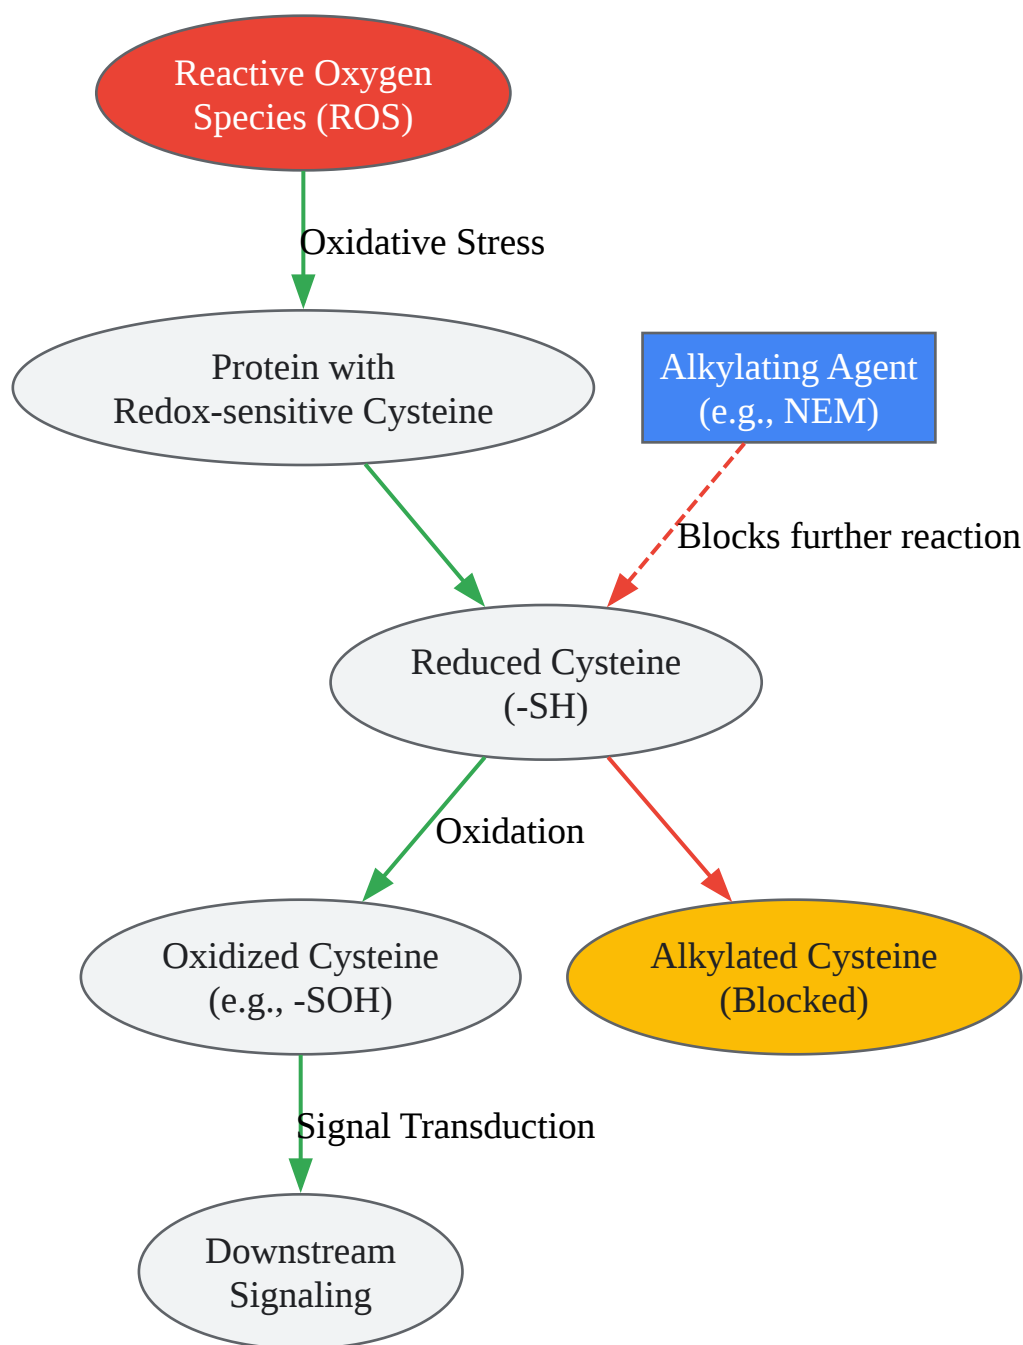 Reactive Oxygen
Species (ROS)
Oxidative Stress
Protein with
Redox-sensitive Cysteine
Alkylating Agent
(e.g., NEM)
Blocks further reaction
Reduced Cysteine
(-SH)
Oxidation
Oxidized Cysteine
(e.g., -SOH)
Alkylated Cysteine
(Blocked)
Signal Transduction
Downstream
Signaling